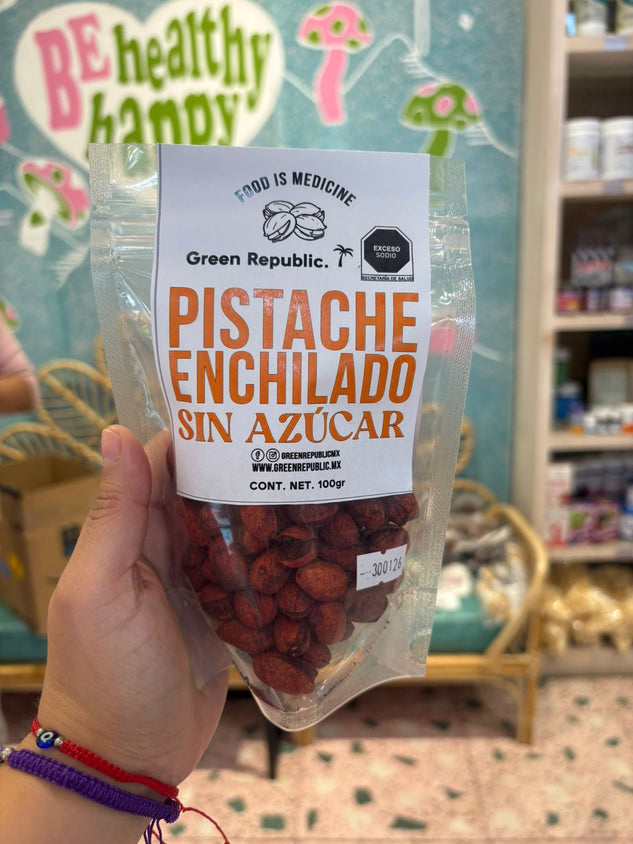 BE healthy
happy
FOOD IS MEDICINE
Green Republic.
EXCESO
SODIO
SECRETARÍA DE SALUD
PISTACHE
ENCHILADO
SIN AZÚCAR
GREENREPUBLICMX
WWW.GREENREPUBLIC.MX
CONT. NET. 100gr
300126